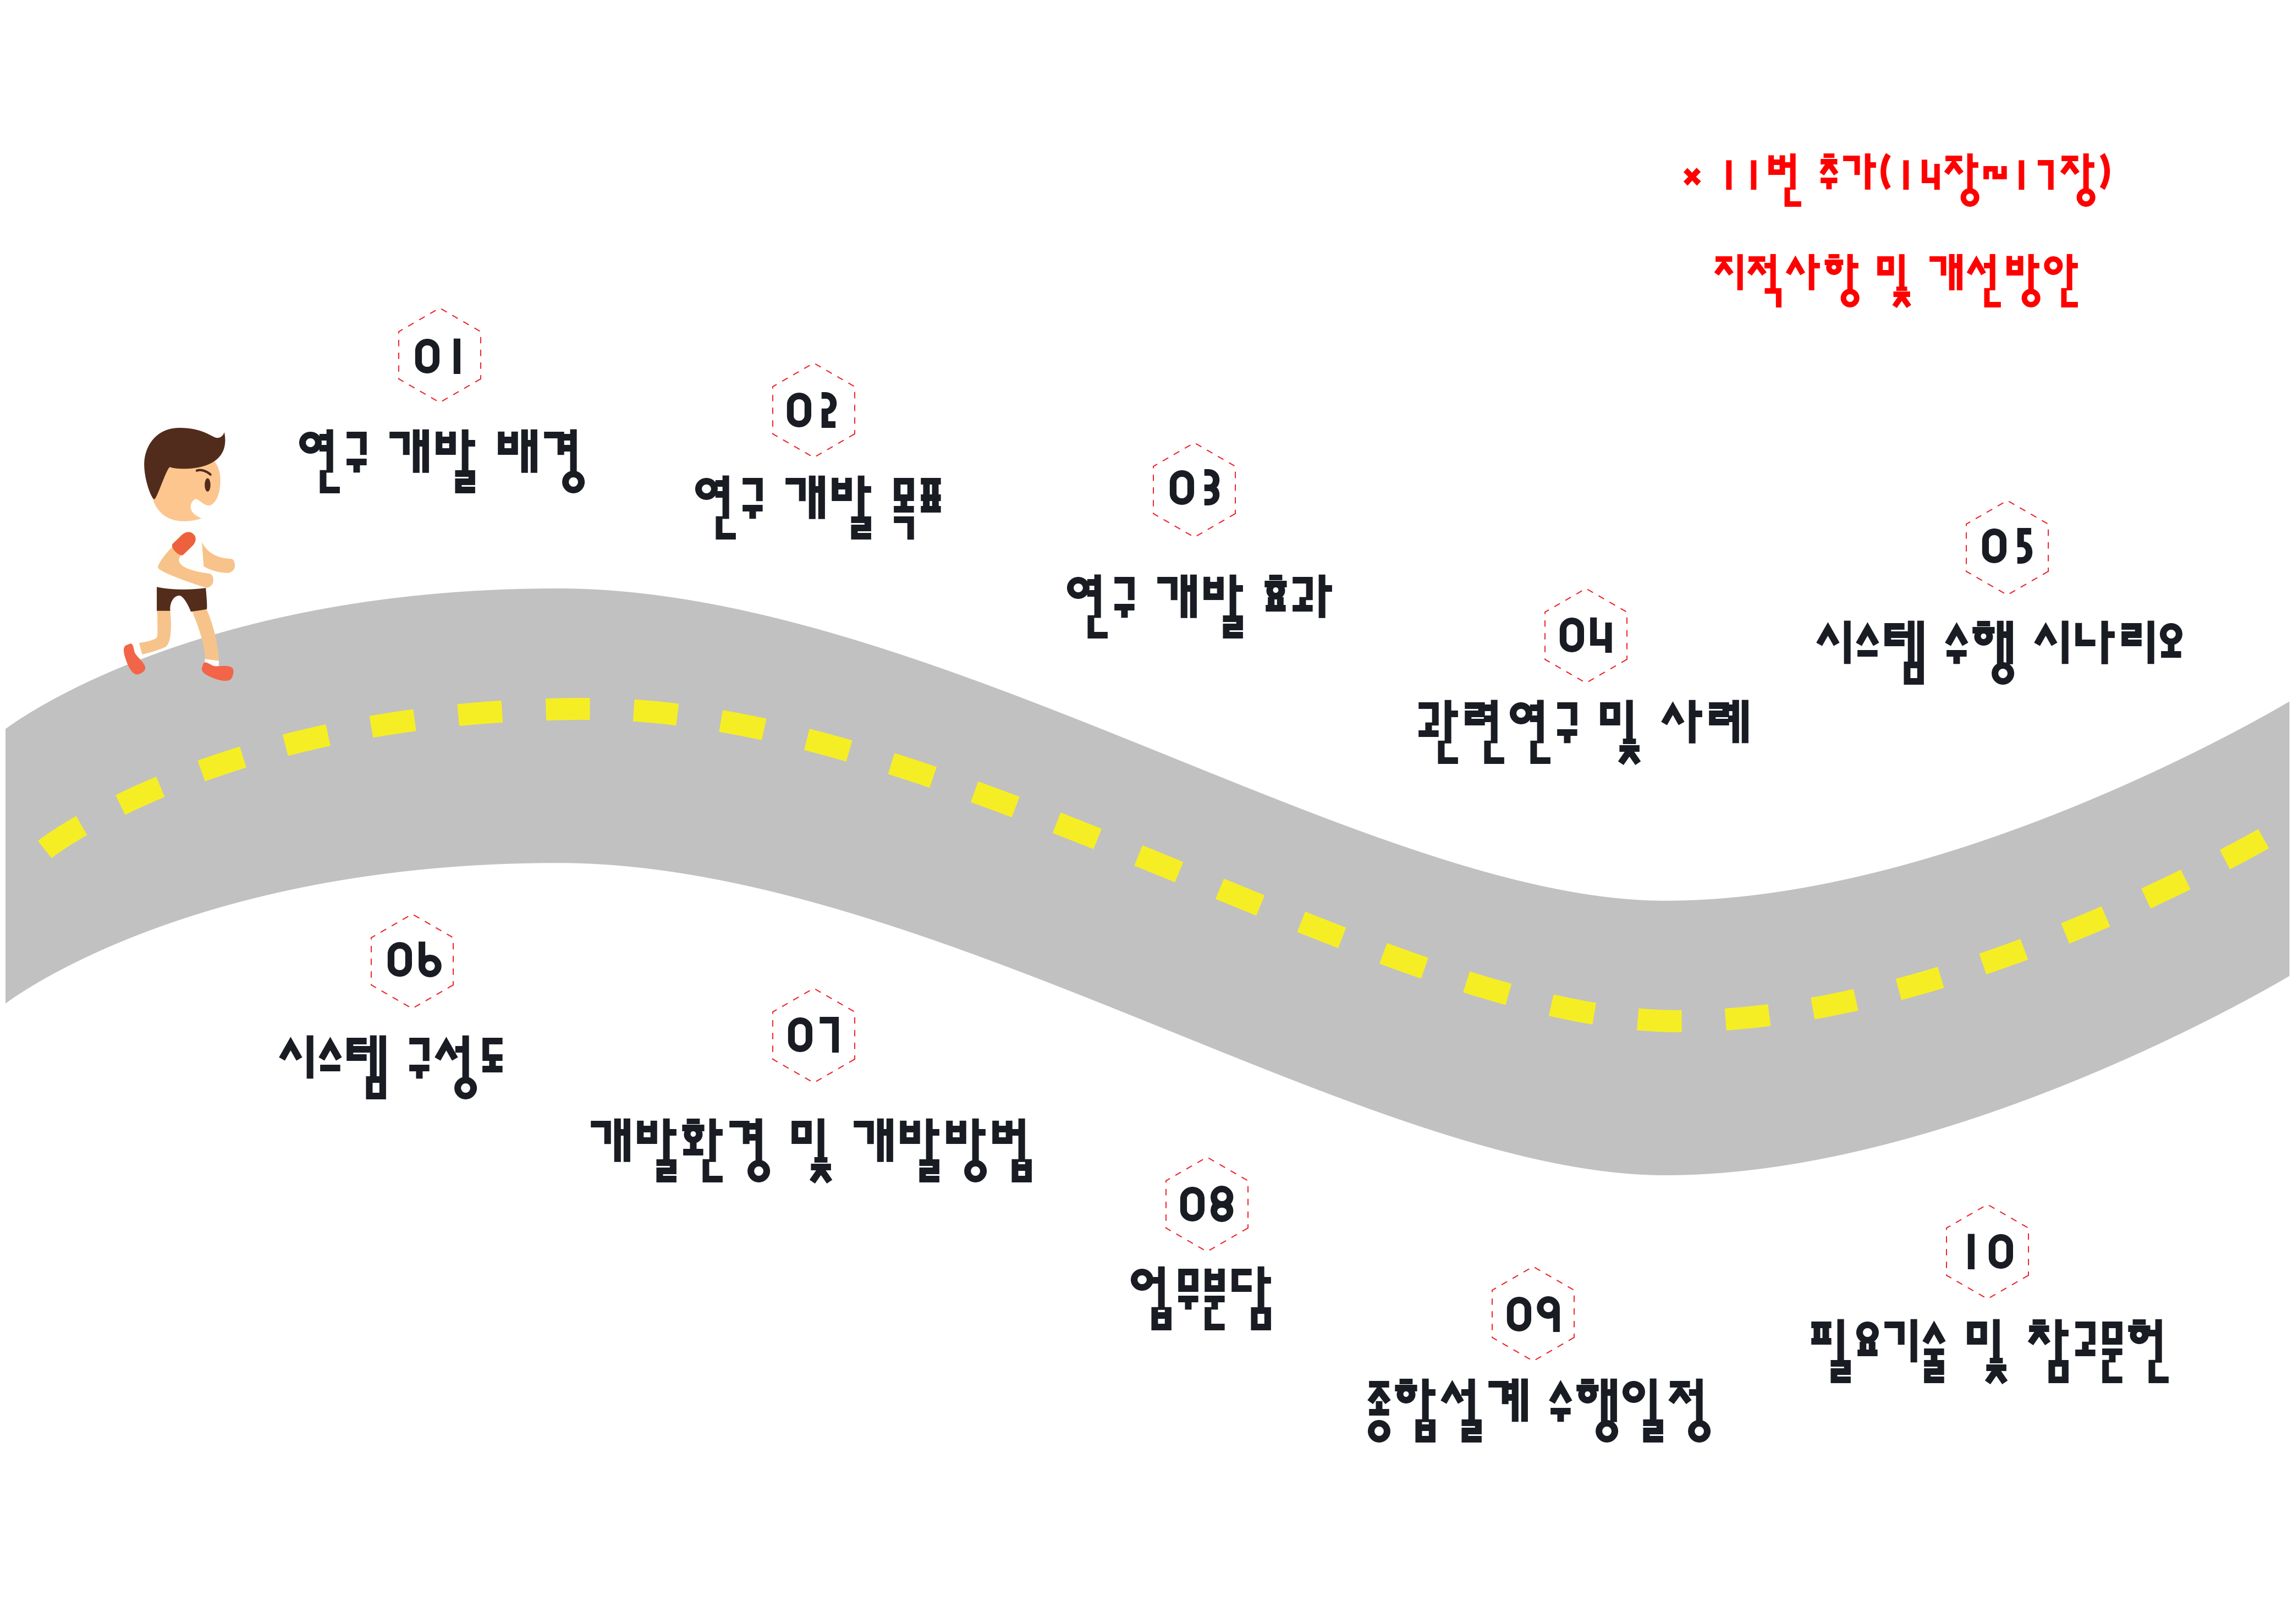 * 11번 추가(14장~17장)
지적사항 및 개선방안
01
연구 개발 배경
02
연구 개발 목표
03
연구 개발 효과
04
관련연구 및 사례
05
시스템 수행 시나리오
06
시스템 구성도
07
개발환경 및 개발방법
08
업무분담
09
종합설계 수행일정
10
필요기술 및 참고문헌